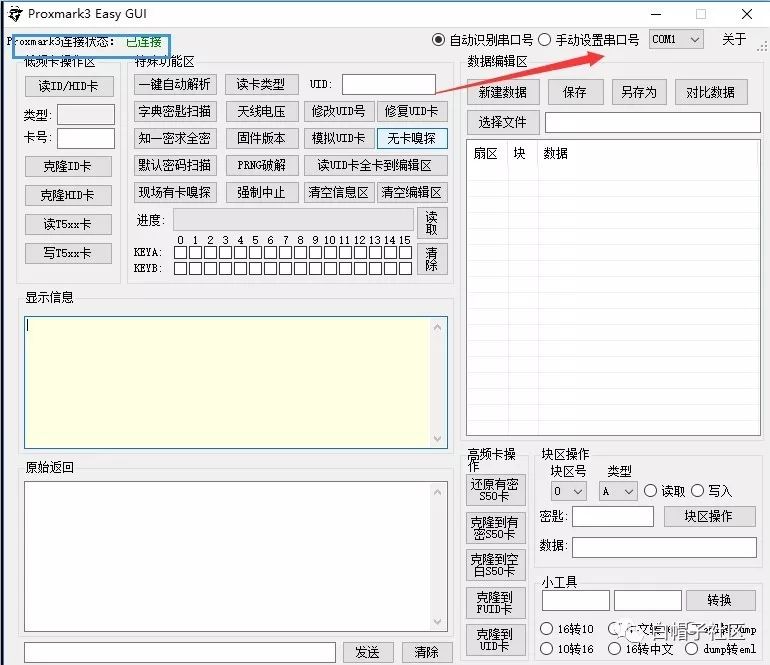 Proxmark3 Easy GUI
Proxmark3连接状态： 已连接
自动识别串口号 手动设置串口号 COM1 关于
低频卡操作区
读ID/HID卡
类型:
卡号:
克隆ID卡
克隆HID卡
读T5xx卡
写T5xx卡
特殊功能区
一键自动解析 读卡类型 UID:
字典密匙扫描 天线电压 修改UID号 修复UID卡
知一密求全密 固件版本 模拟UID卡 无卡嗅探
默认密码扫描 PRNG破解 读UID卡全卡到编辑区
现场有卡嗅探 强制中止 清空信息区 清空编辑区
进度: 读取
0 1 2 3 4 5 6 7 8 9 10 11 12 13 14 15
KEYA:
KEYB:
清除
数据编辑区
新建数据 保存 另存为 对比数据
选择文件
扇区 块 数据
显示信息
原始返回
发送 清除
高频卡操作
还原有密S50卡
克隆到有密S50卡
克隆到空白S50卡
克隆到FUID卡
克隆到UID卡
块区操作
块区号 类型
0 A 读取 写入
密匙: 块区操作
数据:
小工具
转换
16转10
10转16 16转中文 dump转eml
白帽子社区